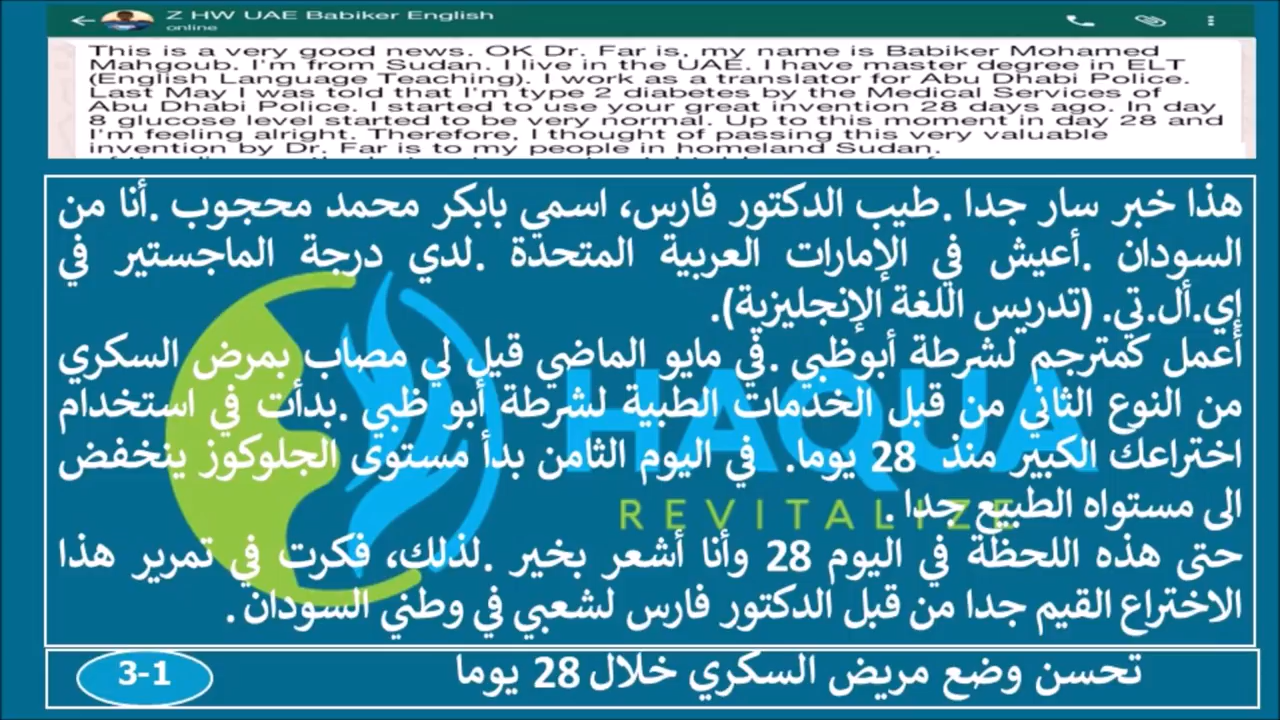 Z HW UAE Babiker English
online
This is a very good news. OK Dr. Far is, my name is Babiker Mohamed
Mahgoub. I'm from Sudan. I live in the UAE. I have master degree in ELT
(English Language Teaching). I work as a translator for Abu Dhabi Police.
Last May I was told that I'm type 2 diabetes by the Medical Services of
Abu Dhabi Police. I started to use your great invention 28 days ago. In day
8 glucose level started to be very normal. Up to this moment in day 28 and
I'm feeling alright. Therefore, I thought of passing this very valuable
invention by Dr. Far is to my people in homeland Sudan.
هذا خبر سار جدا .طيب الدكتور فارس، اسمي بابكر محمد محجوب .أنا من
السودان .أعيش في الإمارات العربية المتحدة .لدي درجة الماجستير في
إي.أل.تي. (تدريس اللغة الإنجليزية).
أعمل كمترجم لشرطة أبوظبي .في مايو الماضي قيل لي مصاب بمرض السكري
من النوع الثاني من قبل الخدمات الطبية لشرطة أبو ظبي .بدأت في استخدام
اختراعك الكبير منذ 28 يوما. في اليوم الثامن بدأ مستوى الجلوكوز ينخفض
الى مستواه الطبيع جدا .
حتى هذه اللحظة في اليوم 28 وأنا أشعر بخير .لذلك، فكرت في تمرير هذا
الاختراع القيم جدا من قبل الدكتور فارس لشعبي في وطني السودان .
HAQUA
REVITALIZE
تحسن وضع مريض السكري خلال 28 يوما
3-1